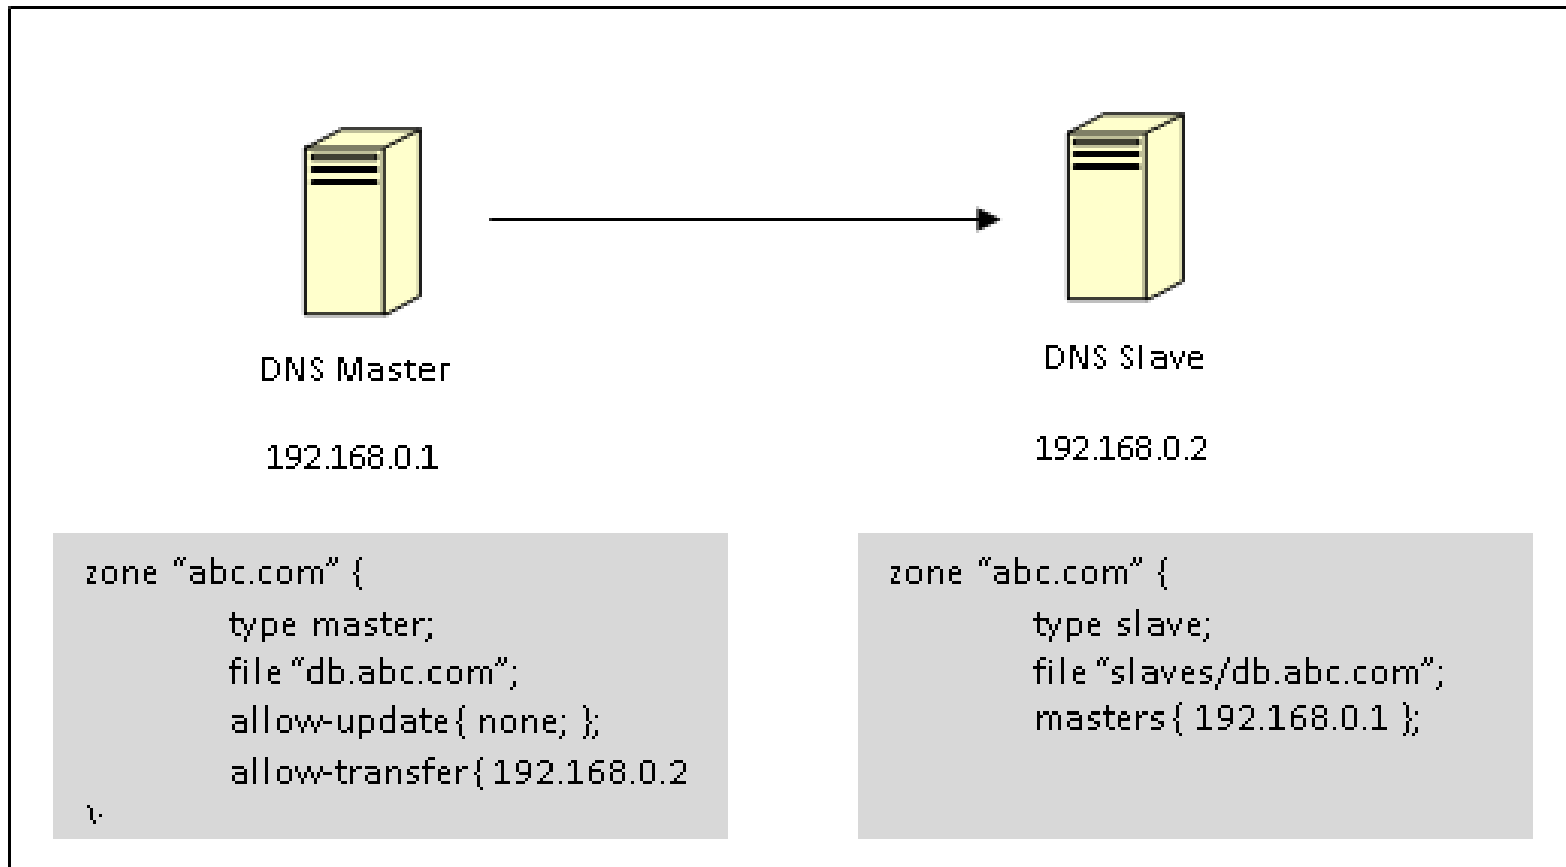 DNS Master
192.168.0.1
zone “abc.com” {
type master;
file “db.abc.com”;
allow-update{ none; };
allow-transfer{ 192.168.0.2
DNS Slave
192.168.0.2
zone “abc.com” {
type slave;
file “slaves/db.abc.com”;
masters{ 192.168.0.1 };